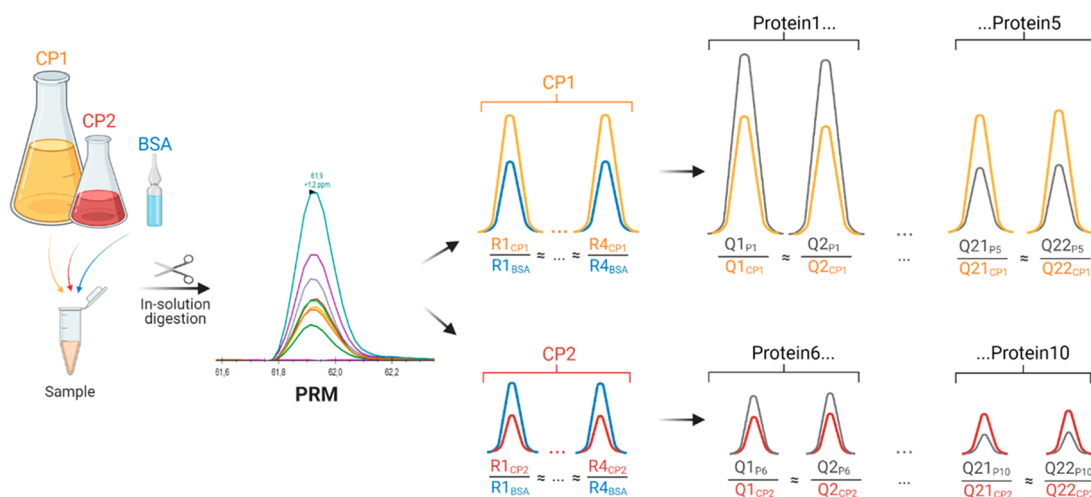 CP1
CP2
BSA
Sample
In-solution
digestion
61,9
+1,2 ppm
61,6
61,8
62,0
62,2
PRM
CP1
R1CP1 ≈ ... ≈ R4CP1
R1BSA R4BSA
Protein1...
...Protein5
Q1P1 ≈ Q2P1 ... Q21P5 ≈ Q22P5
Q1CP1 Q2CP1 Q21CP1 Q22CP1
CP2
R1CP2 ≈ ... ≈ R4CP2
R1BSA R4BSA
Protein6...
...Protein10
Q1P6 ≈ Q2P6 ... Q21P10 ≈ Q22P10
Q1CP2 Q2CP2 Q21CP2 Q22CP2